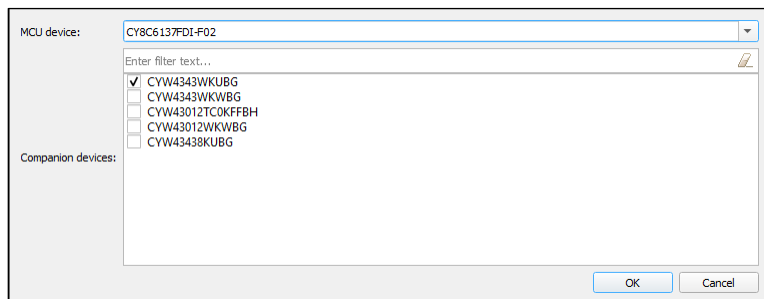 MCU device:
CY8C6137FDI-F02
Enter filter text...
CYW4343WKUBG
CYW4343WKWBG
CYW43012TC0KFFBH
CYW43012WKWBG
CYW43438KUBG
Companion devices:
OK
Cancel